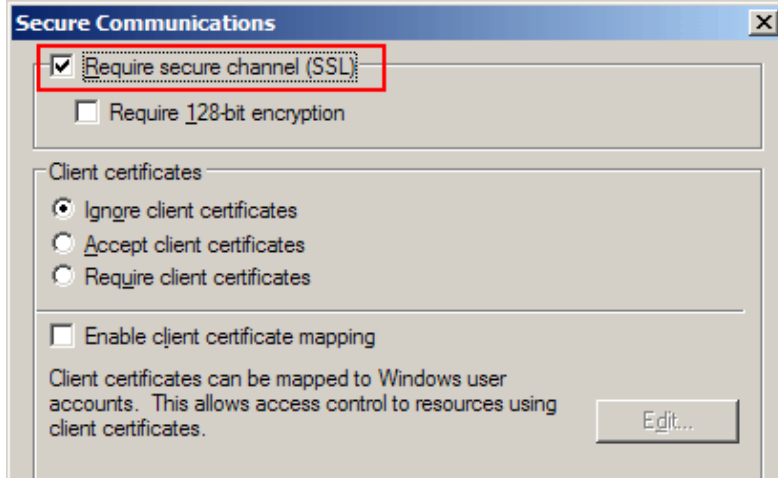 Secure Communications
Require secure channel (SSL)
Require 128-bit encryption
Client certificates
Ignore client certificates
Accept client certificates
Require client certificates
Enable client certificate mapping
Client certificates can be mapped to Windows user
accounts. This allows access control to resources using
client certificates.
Edit...